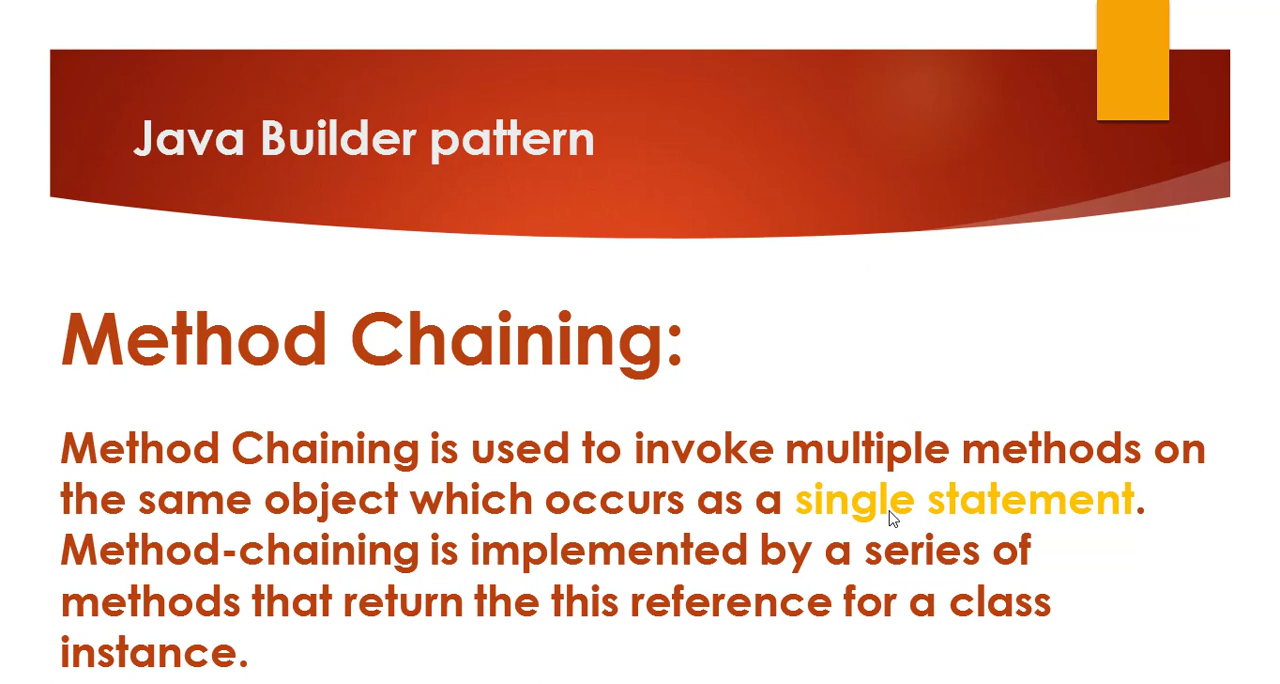 Java Builder pattern
Method Chaining:
Method Chaining is used to invoke multiple methods on
the same object which occurs as a single statement.
Method-chaining is implemented by a series of
methods that return the this reference for a class
instance.